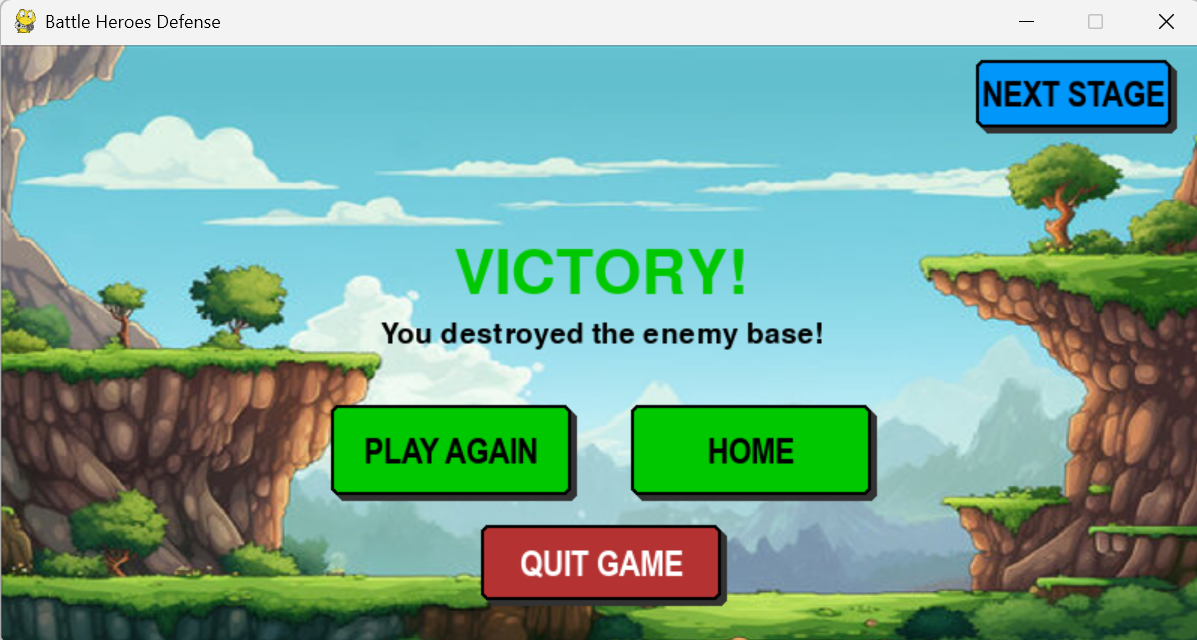 Battle Heroes Defense
NEXT STAGE
VICTORY!
You destroyed the enemy base!
PLAY AGAIN
HOME
QUIT GAME